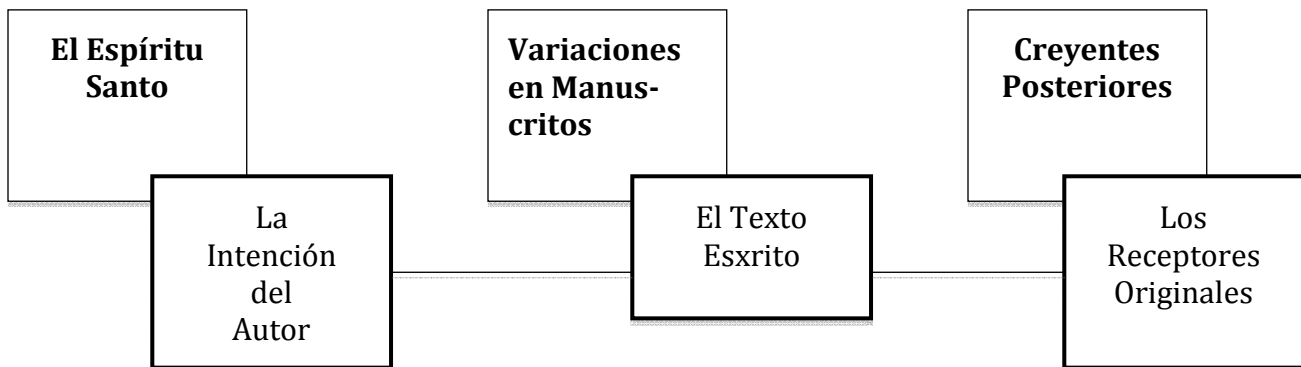 El Espíritu
Santo
Variaciones
en Manus-
critos
Creyentes
Posteriores
La
Intención
del
Autor
El Texto
Esxrito
Los
Receptores
Originales